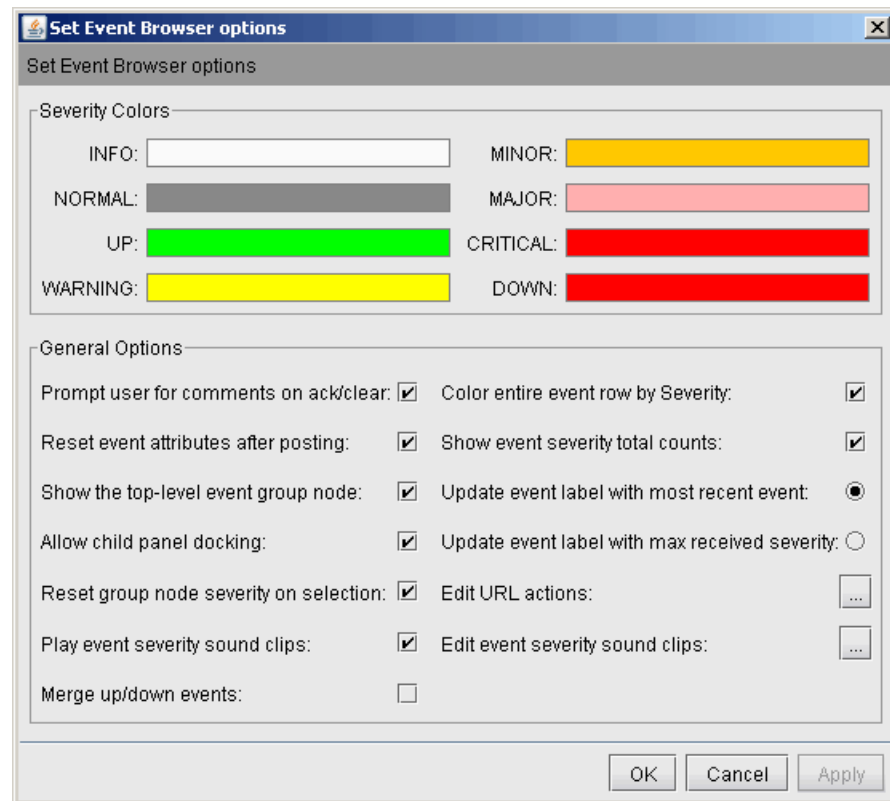 Set Event Browser options
Set Event Browser options
Severity Colors
INFO:
MINOR:
NORMAL:
MAJOR:
UP:
CRITICAL:
WARNING:
DOWN:
General Options
Prompt user for comments on ack/clear:
Color entire event row by Severity:
Reset event attributes after posting:
Show event severity total counts:
Show the top-level event group node:
Update event label with most recent event:
Allow child panel docking:
Update event label with max received severity:
Reset group node severity on selection:
Edit URL actions:
...
Play event severity sound clips:
Edit event severity sound clips:
...
Merge up/down events:
OK
Cancel
Apply